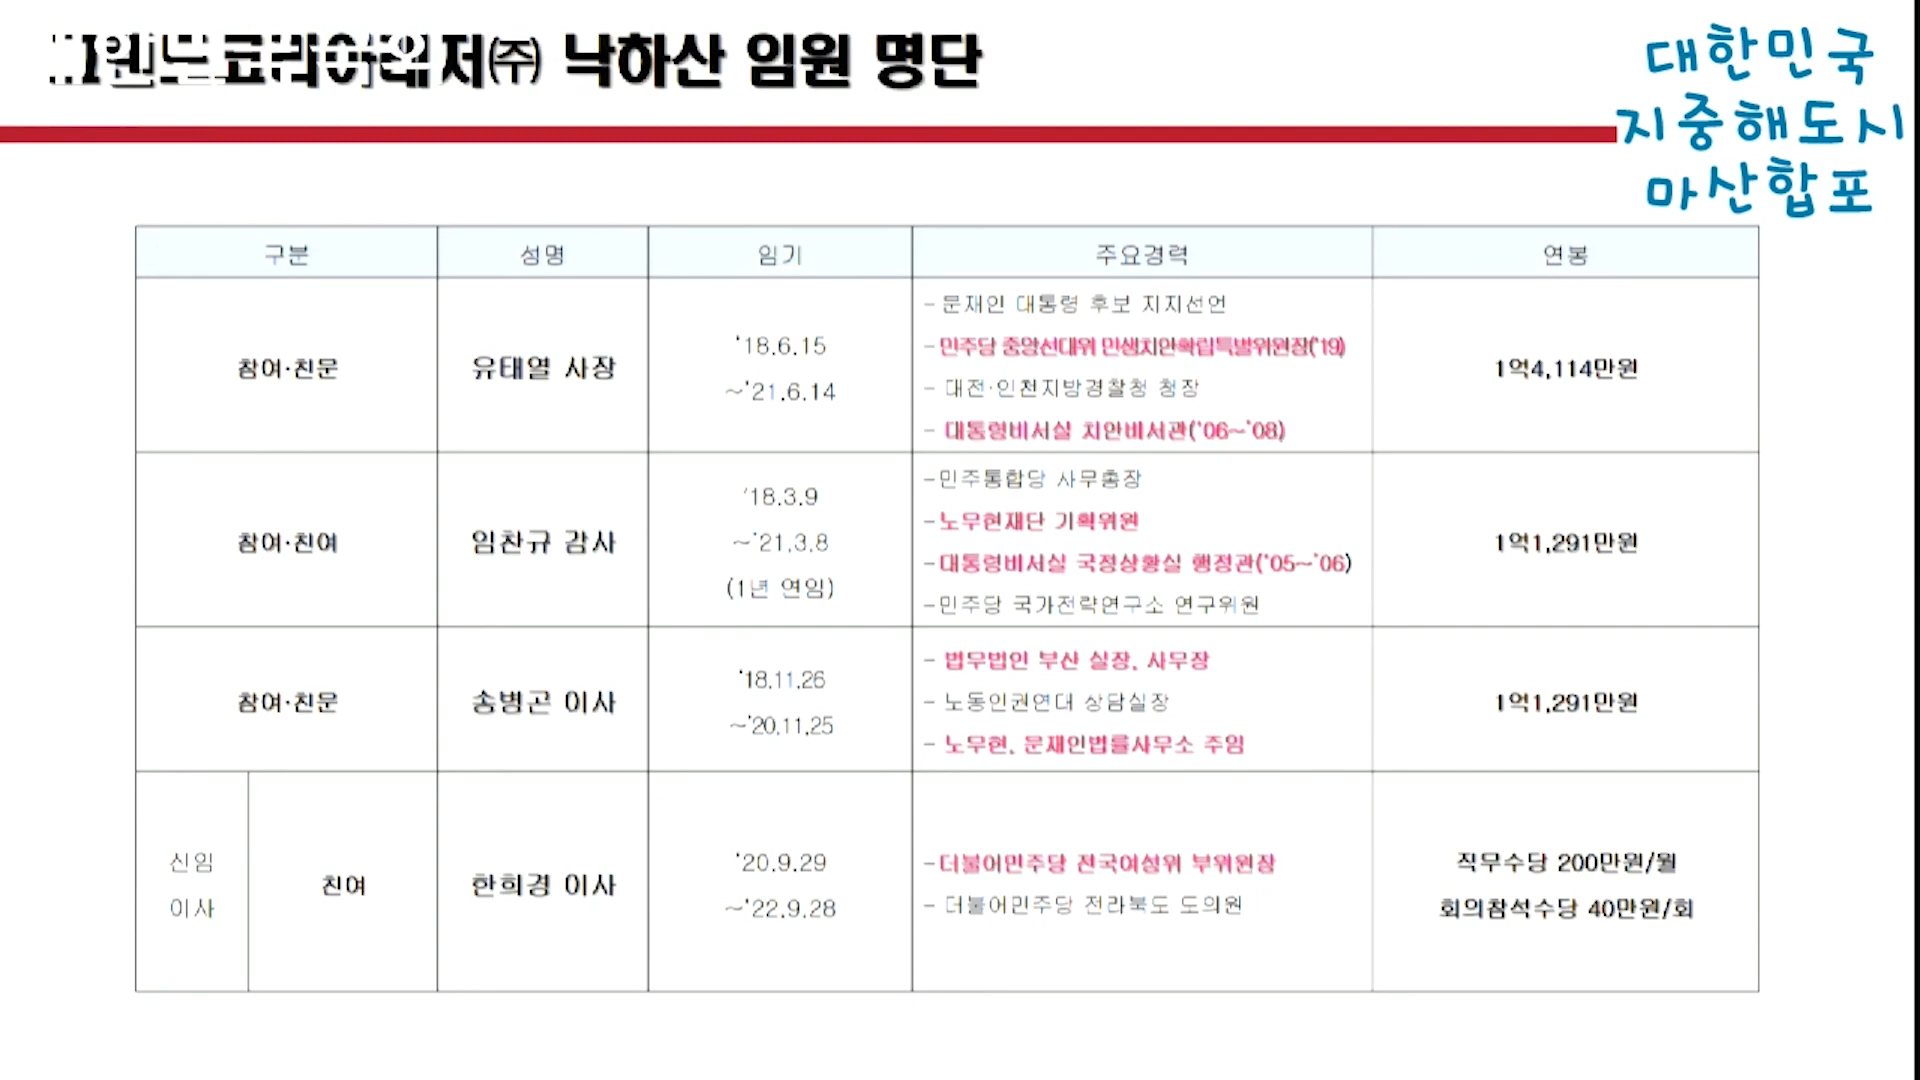 그랜드코리아레저㈜ 낙하산 임원 명단
대한민국
지중해도시
마산합포
구분 성명 임기 주요경력 연봉
참여·친문 유태열 사장 '18.6.15 ~'21.6.14
- 문재인 대통령 후보 지지선언
- 민주당 중앙선대위 민생치안확립특별위원장('19)
- 대전·인천지방경찰청 청장
- 대통령비서실 치안비서관('06~'08)
1억4,114만원
참여·친여 임찬규 감사 '18.3.9 ~'21.3.8 (1년 연임)
-민주통합당 사무총장
-노무현재단 기획위원
-대통령비서실 국정상황실 행정관('05~'06)
-민주당 국가전략연구소 연구위원
1억1,291만원
참여·친문 송병곤 이사 '18.11.26 ~'20.11.25
- 법무법인 부산 실장, 사무장
- 노동인권연대 상담실장
- 노무현, 문재인법률사무소 주임
1억1,291만원
신임 이사 친여 한희경 이사 '20.9.29 ~'22.9.28
-더불어민주당 전국여성위 부위원장
- 더불어민주당 전라북도 도의원
직무수당 200만원/월
회의참석수당 40만원/회